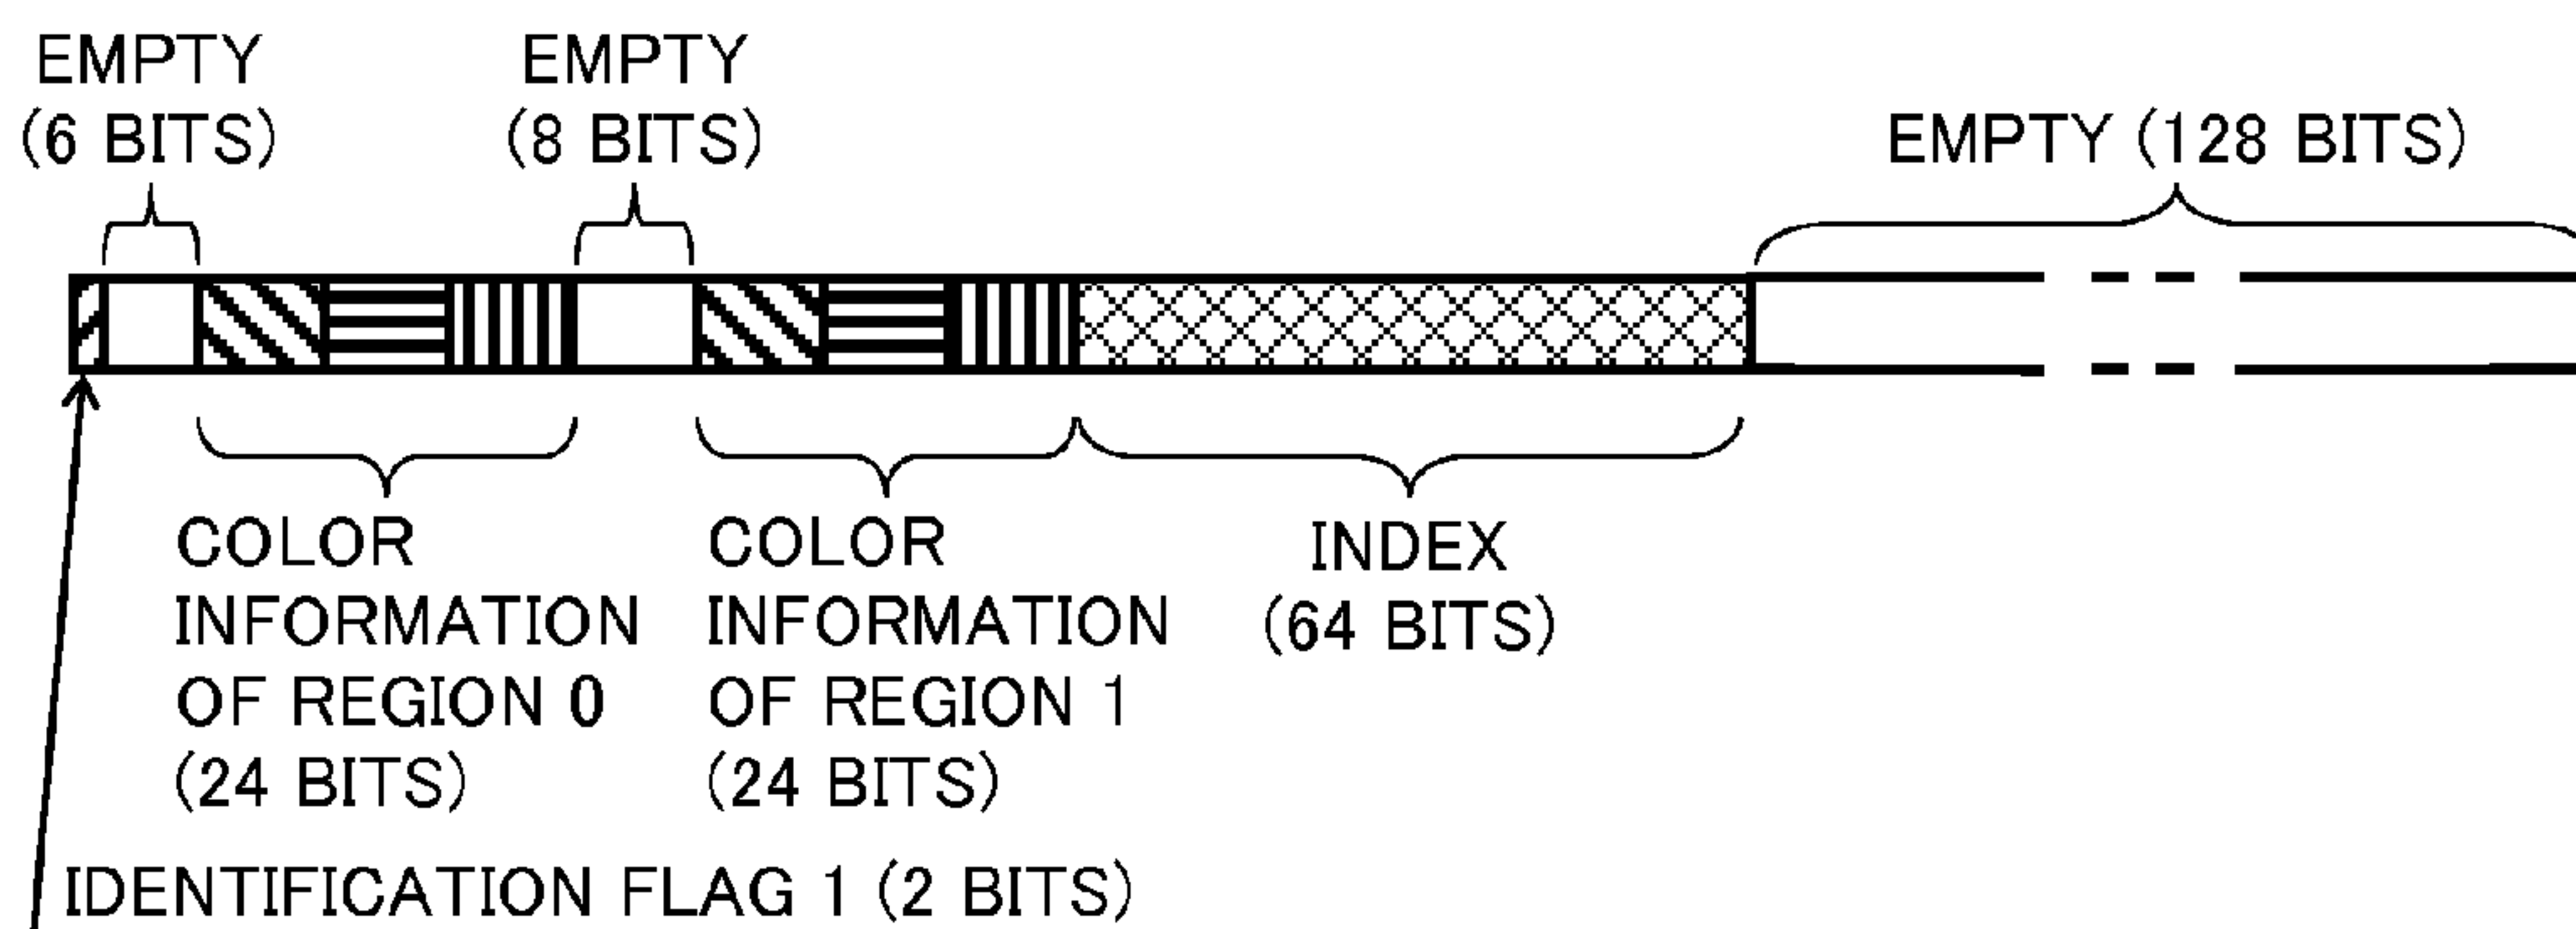 EMPTY
(6 BITS)
EMPTY
(8 BITS)
EMPTY (128 BITS)
COLOR
INFORMATION
OF REGION 0
(24 BITS)
COLOR
INFORMATION
OF REGION 1
(24 BITS)
INDEX
(64 BITS)
IDENTIFICATION FLAG 1 (2 BITS)